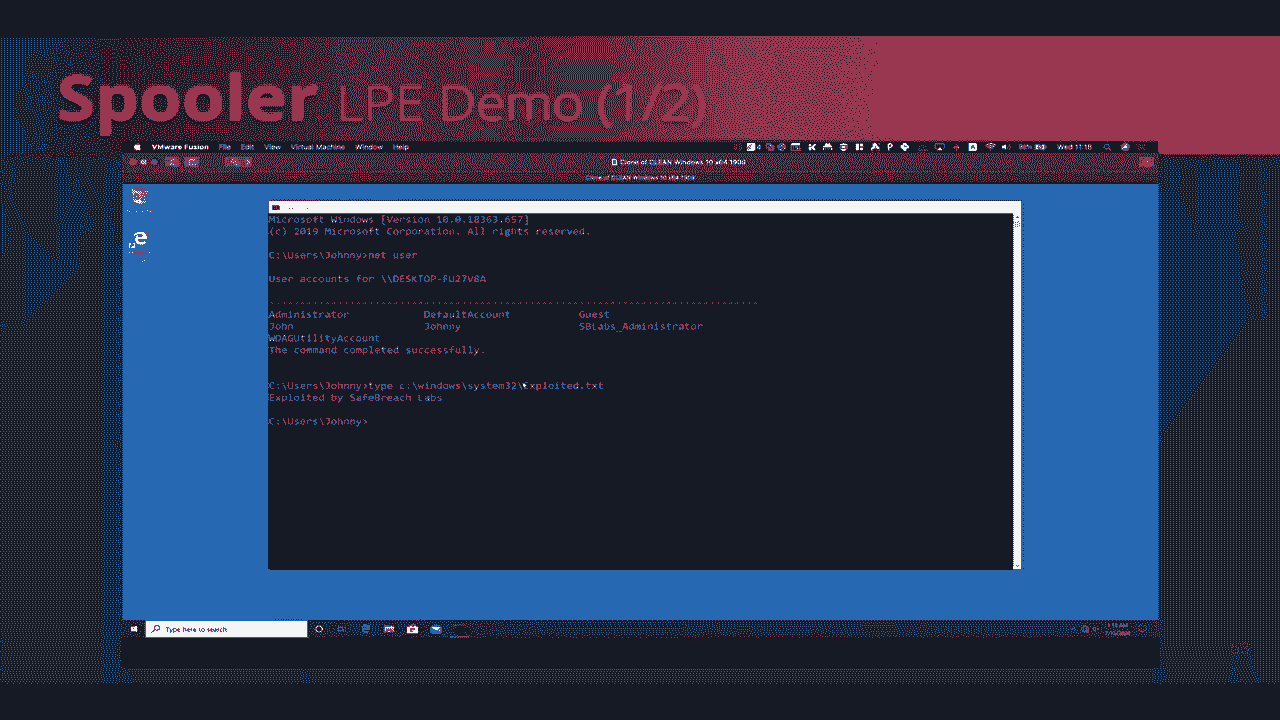 Spooler LPE Demo (1/2)
VMware Fusion File Edit View Virtual Machine Window Help
Wed 11:15
Clone of CLEAN Windows 10 x64 1909
Clone of CLEAN Windows 10 x64 1909
Microsoft Windows [Version 10.0.18363.657]
(c) 2019 Microsoft Corporation. All rights reserved.
C:\Users\Johnny>net user
User accounts for \\DESKTOP-FU27V8A
Administrator DefaultAccount Guest
John Johnny SBLabs_Administrator
WDAGUtilityAccount
The command completed successfully.
C:\Users\Johnny>type c:\windows\system32\Exploited.txt
Exploited by SafeBreach Labs
C:\Users\Johnny>
Type here to search